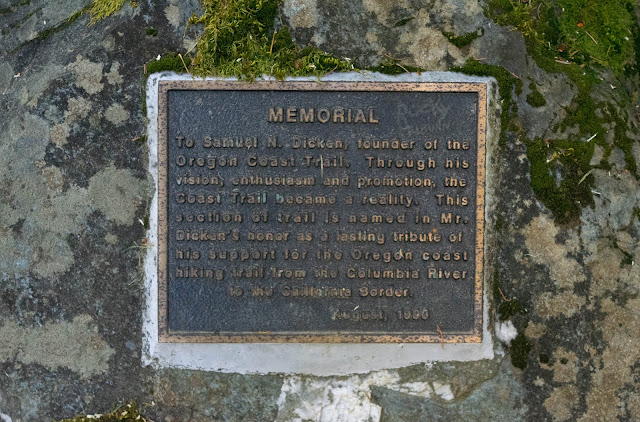 MEMORIAL
To Samuel N. Dicken, founder of the
Oregon Coast Trail. Through his
vision, enthusiasm and promotion, the
Coast Trail became a reality. This
section of trail is named in Mr.
Dicken's honor as a lasting tribute of
his support for the Oregon coast
hiking trail from the Columbia River
to the California Border.
August, 1990